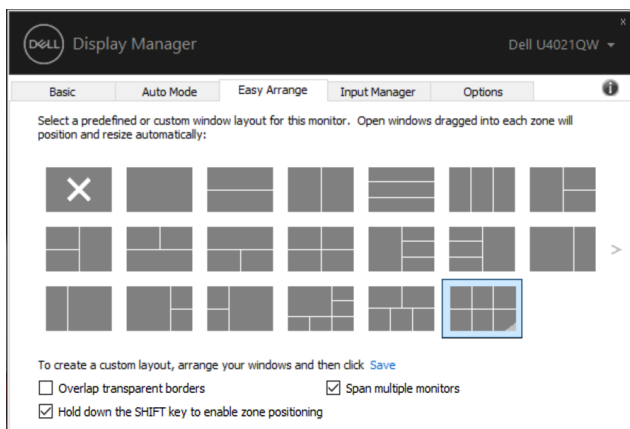 x
DELL Display Manager Dell U4021QW
Basic Auto Mode Easy Arrange Input Manager Options i
Select a predefined or custom window layout for this monitor. Open windows dragged into each zone will
position and resize automatically:
>
To create a custom layout, arrange your windows and then click Save
Overlap transparent borders Span multiple monitors
Hold down the SHIFT key to enable zone positioning